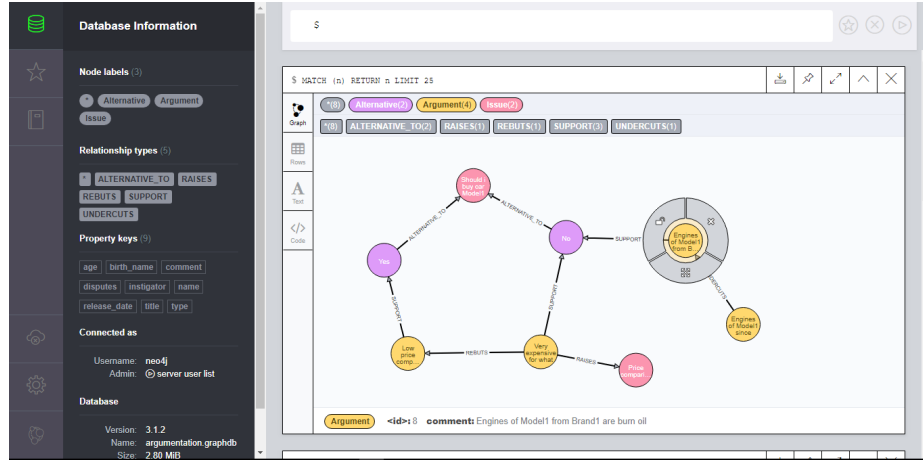 Database Information
Node labels (3)
* Alternative Argument
Issue
Relationship types (5)
* ALTERNATIVE_TO RAISES
REBUTS SUPPORT
UNDERCUTS
Property keys (9)
age birth_name comment
disputes instigator name
release_date title type
Connected as
Username: neo4j
Admin: server user list
Database
Version: 3.1.2
Name: argumentation.graphdb
Size: 2.80 MiB
$
$ MATCH (n) RETURN n LIMIT 25
Graph
Rows
A
Text
</>
Code
*(8) Alternative(2) Argument(4) Issue(2)
*(8) ALTERNATIVE_TO(2) RAISES(1) REBUTS(1) SUPPORT(3) UNDERCUTS(1)
Should I
buy car
Model1
ALTERNATIVE_TO
ALTERNATIVE_TO
No
SUPPORT
Engines
of Model1
from B...
Yes
SUPPORT
SUPPORT
DERCUTS
Engines
of Model1
since
Low
price
comp...
REBUTS
Very
expensive
for what
RAISES
Price
compari...
Argument <id>: 8 comment: Engines of Model1 from Brand1 are burn oil